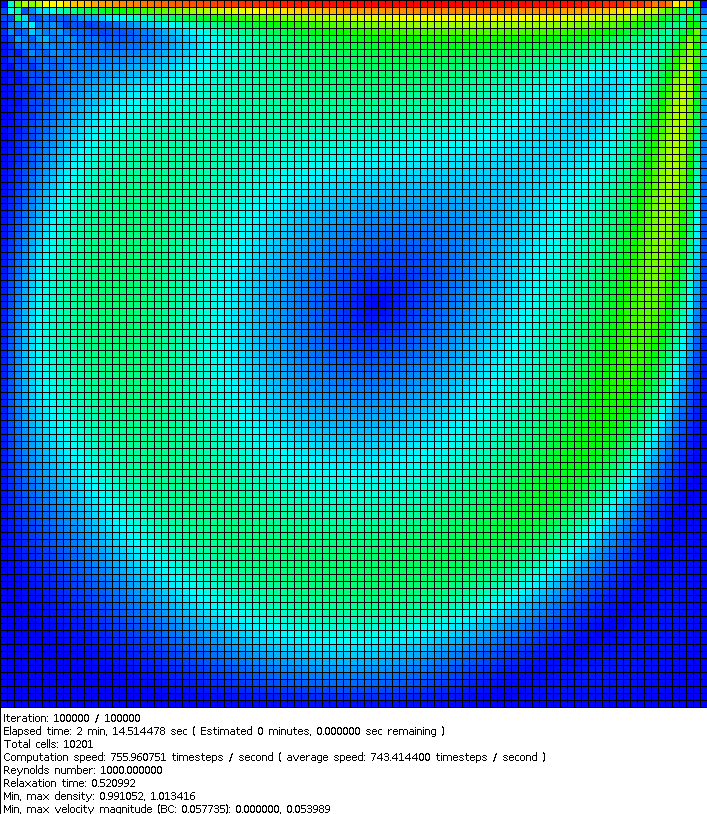 Iteration: 100000 / 100000
Elapsed time: 2 min, 14.514478 sec ( Estimated 0 minutes, 0.000000 sec remaining )
Total cells: 10201
Computation speed: 755.960751 timesteps / second ( average speed: 743.414400 timesteps / second )
Reynolds number: 1000.000000
Relaxation time: 0.520992
Min, max density: 0.991052, 1.013416
Min, max velocity magnitude (BC: 0.057735): 0.000000, 0.053989